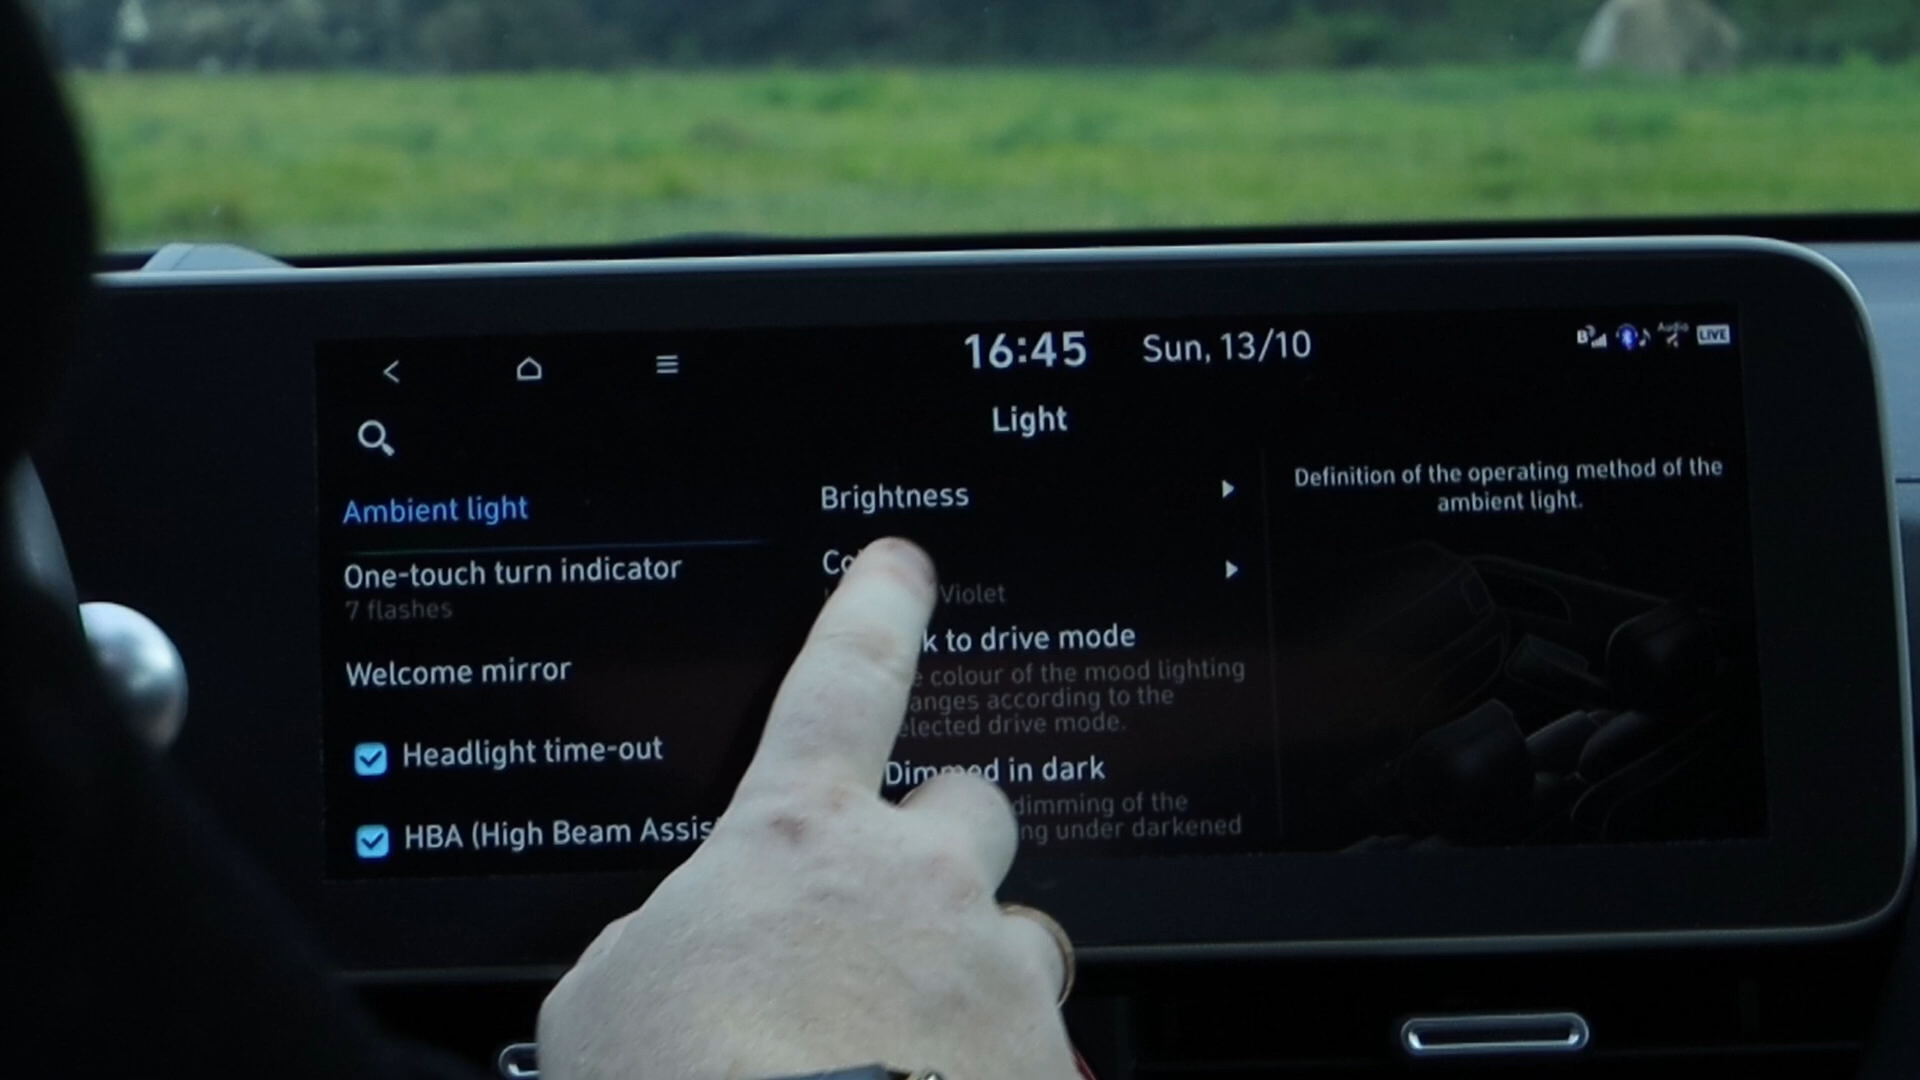 16:45 Sun, 13/10
Audio
LIVE
Light
Ambient light
One-touch turn indicator
7 flashes
Welcome mirror
Headlight time-out
HBA (High Beam Assis
Brightness
Co
Violet
k to drive mode
colour of the mood lighting
anges according to the
elected drive mode.
Dimmed in dark
dimming of the
ng under darkened
Definition of the operating method of the
ambient light.